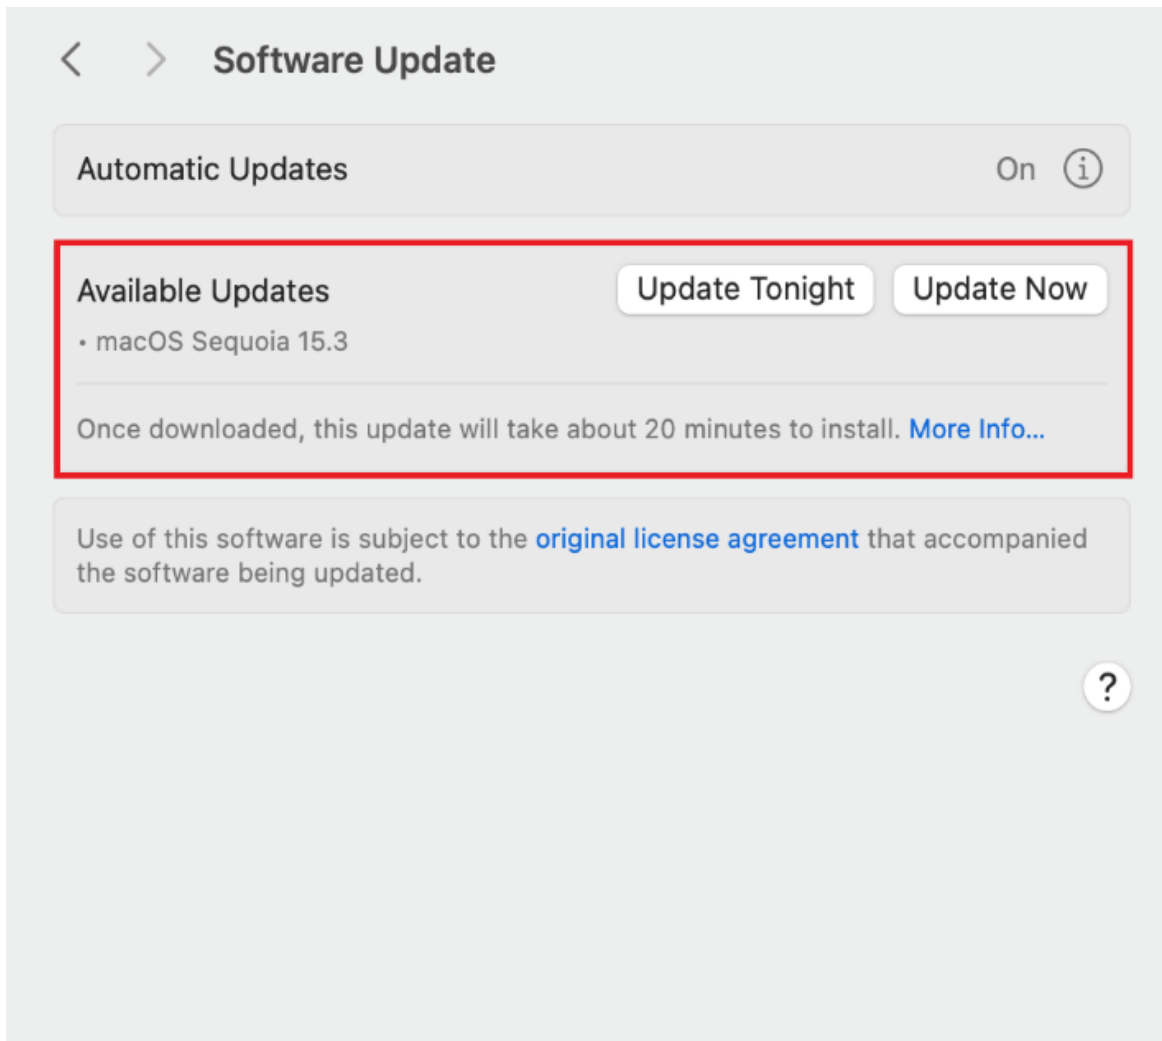 Software Update
Automatic Updates On
Available Updates Update Tonight Update Now
• macOS Sequoia 15.3
Once downloaded, this update will take about 20 minutes to install. More Info...
Use of this software is subject to the original license agreement that accompanied
the software being updated.
?